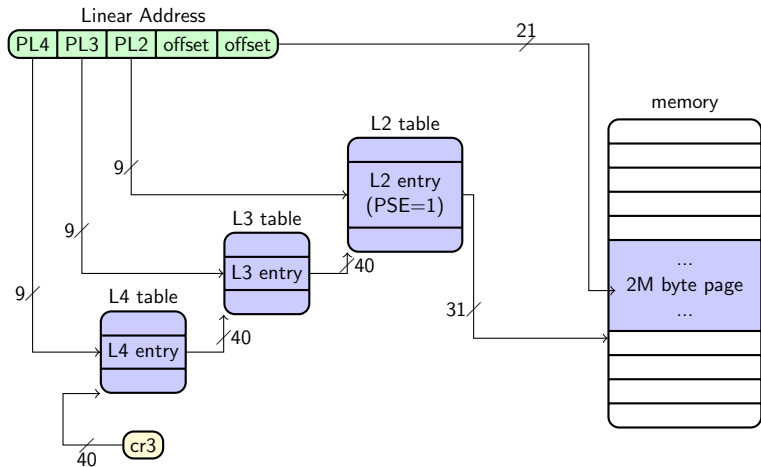 Linear Address
PL4 PL3 PL2 offset offset
21
memory
L2 table
9
L2 entry
(PSE=1)
L3 table
9
L3 entry
40
...
2M byte page
...
9
L4 table
31
40
L4 entry
cr3
40